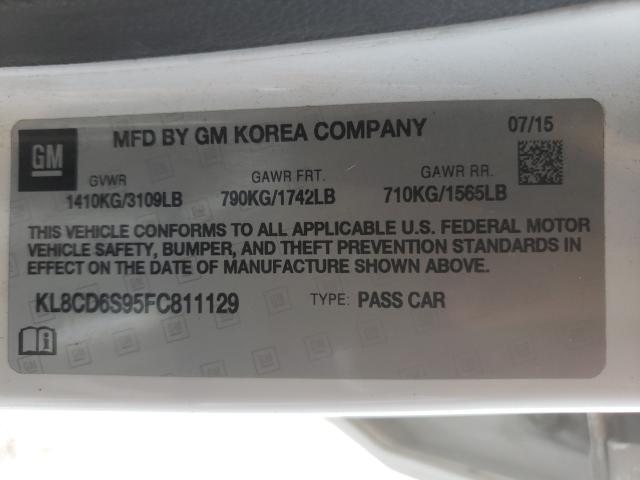 MFD BY GM KOREA COMPANY 07/15
GM
GVWR GAWR FRT. GAWR RR.
1410KG/3109LB 790KG/1742LB 710KG/1565LB
THIS VEHICLE CONFORMS TO ALL APPLICABLE U.S. FEDERAL MOTOR
VEHICLE SAFETY, BUMPER, AND THEFT PREVENTION STANDARDS IN
EFFECT ON THE DATE OF MANUFACTURE SHOWN ABOVE.
KL8CD6S95FC811129 TYPE: PASS CAR